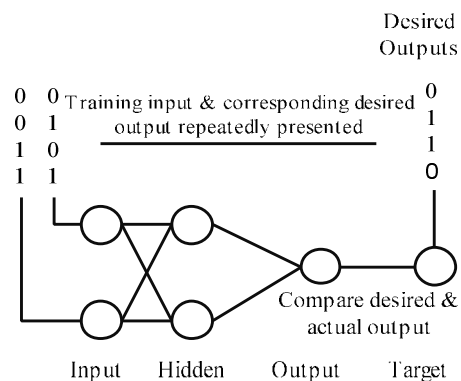 Desired
Outputs
0 0 Training input & corresponding desired 0
0 1 output repeatedly presented 1
1 0 1
1 1 0
Compare desired &
actual output
Input Hidden Output Target